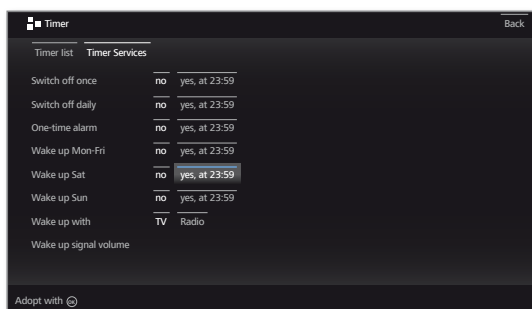 Timer Back
Timer list Timer Services
Switch off once no yes, at 23:59
Switch off daily no yes, at 23:59
One-time alarm no yes, at 23:59
Wake up Mon-Fri no yes, at 23:59
Wake up Sat no yes, at 23:59
Wake up Sun no yes, at 23:59
Wake up with TV Radio
Wake up signal volume
Adopt with OK